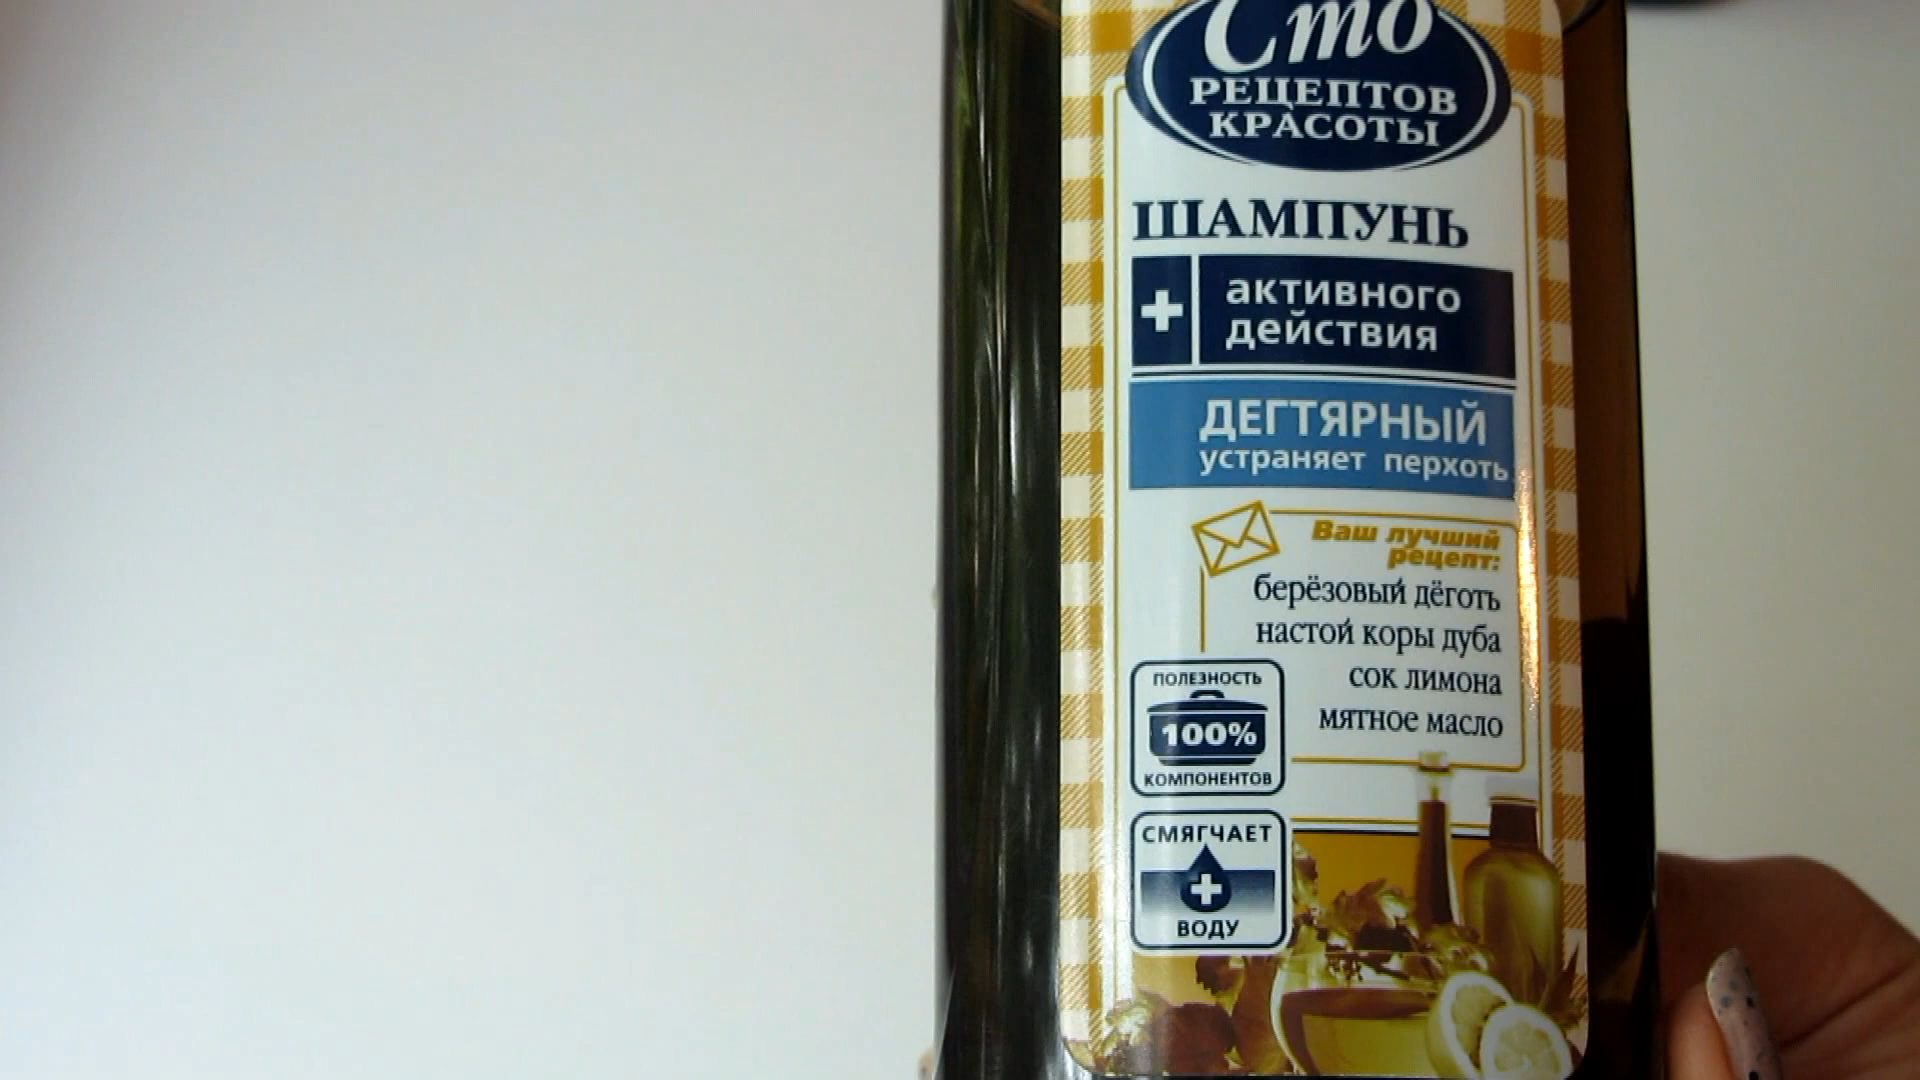 Сто
РЕЦЕПТОВ
КРАСОТЫ
ШАМПУНЬ
+ активного
действия
ДЕГТЯРНЫЙ
устраняет перхоть
Ваш лучший
рецепт:
берёзовый дёготь
настой коры дуба
сок лимона
мятное масло
ПОЛЕЗНОСТЬ
100%
КОМПОНЕНТОВ
СМЯГЧАЕТ
+
ВОДУ